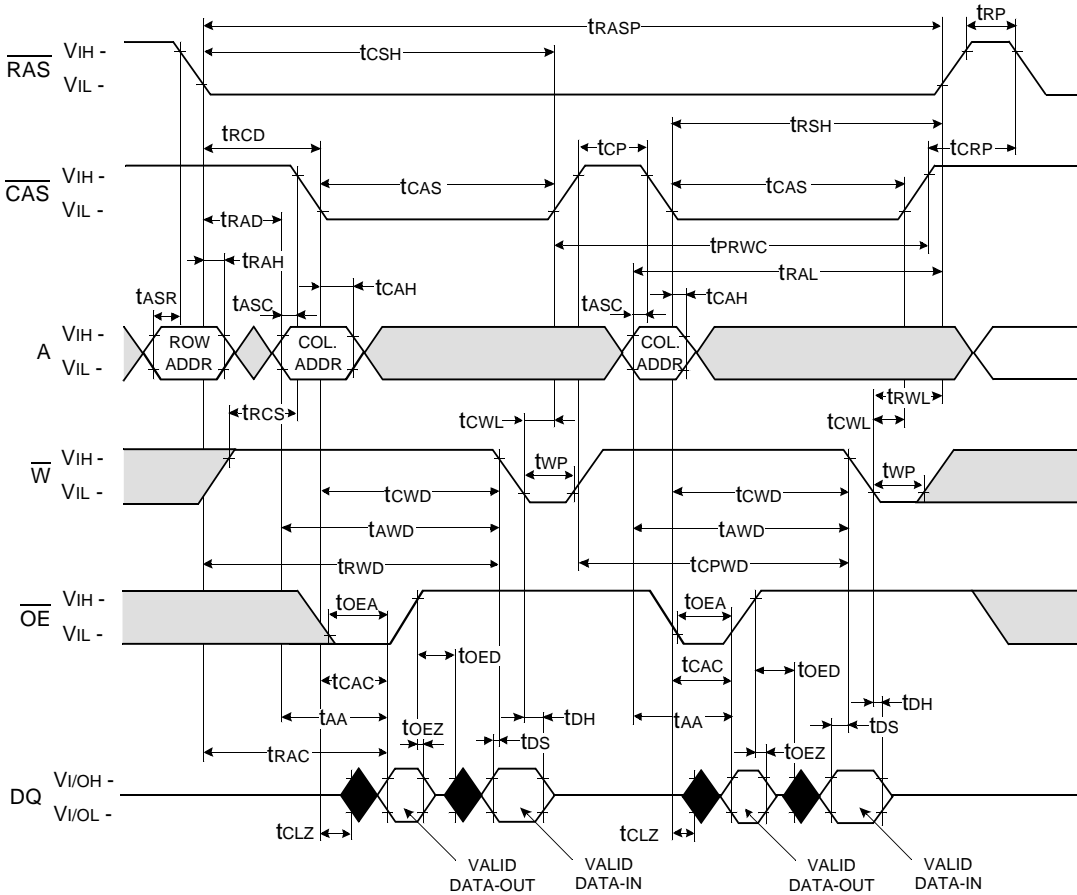 tRP
tRASP
tCSH
RAS
VIH -
VIL -
tRCD
tRSH
tCP
tCRP
CAS
VIH -
VIL -
tCAS
tCAS
tRAD
tPRWC
tRAH
tRAL
tASR
tASC
tCAH
tASC
tCAH
A
VIH -
VIL -
ROW
ADDR
COL.
ADDR
COL.
ADDR
tRCS
tCWL
tRWL
tCWL
W
VIH -
VIL -
tWP
tWP
tCWD
tCWD
tAWD
tAWD
tRWD
tCPWD
OE
VIH -
VIL -
tOEA
tOEA
tOED
tOED
tCAC
tCAC
tAA
tAA
tOEZ
tDH
tDS
tRAC
tOEZ
tDH
tDS
DQ
VI/OH -
VI/OL -
tCLZ
tCLZ
VALID
DATA-OUT
VALID
DATA-IN
VALID
DATA-OUT
VALID
DATA-IN